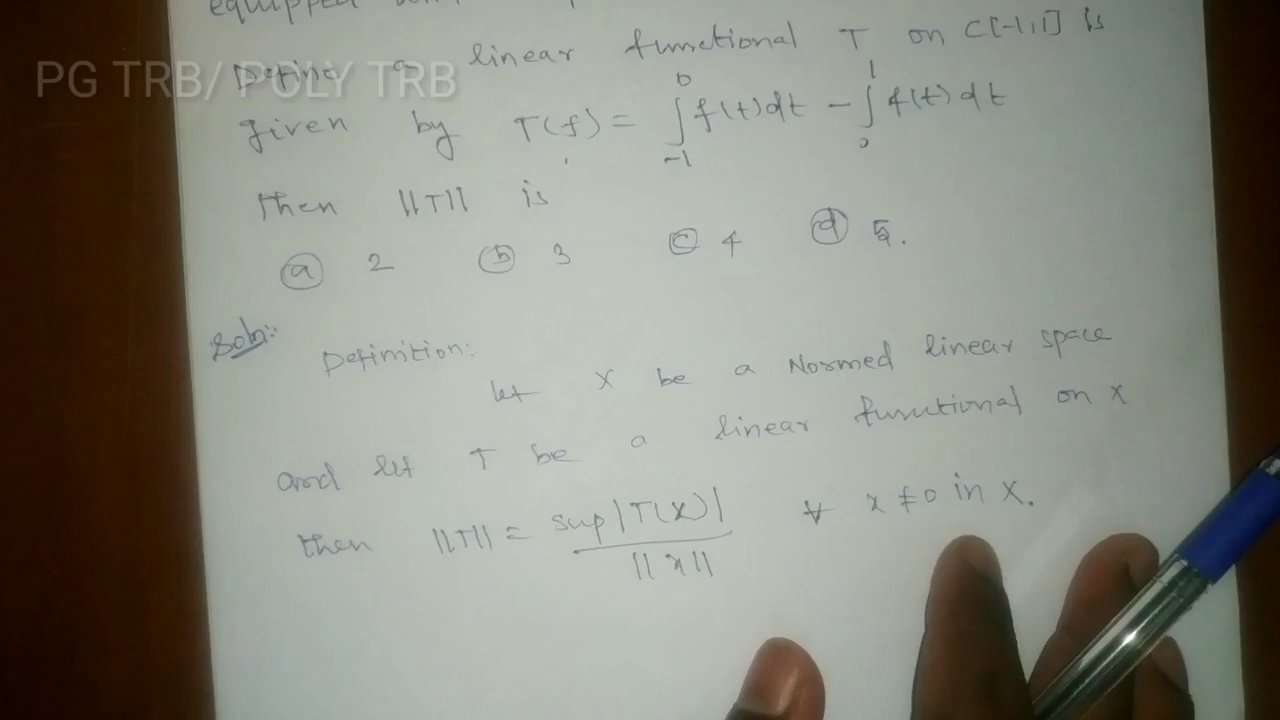 equipped
Define a linear functional T on C[-1,1] is
PG TRB/ POLY TRB
given by T(f) = ∫_{-1}^{0} f(t)dt - ∫_{0}^{1} f(t)dt
then ||T|| is
(a) 2 (b) 3 (c) 4 (d) 5.
Soln:
Definition:
let X be a Normed linear space
and let T be a linear functional on X
then ||T|| = sup|T(x)| / ||x|| ∀ x ≠ 0 in X.